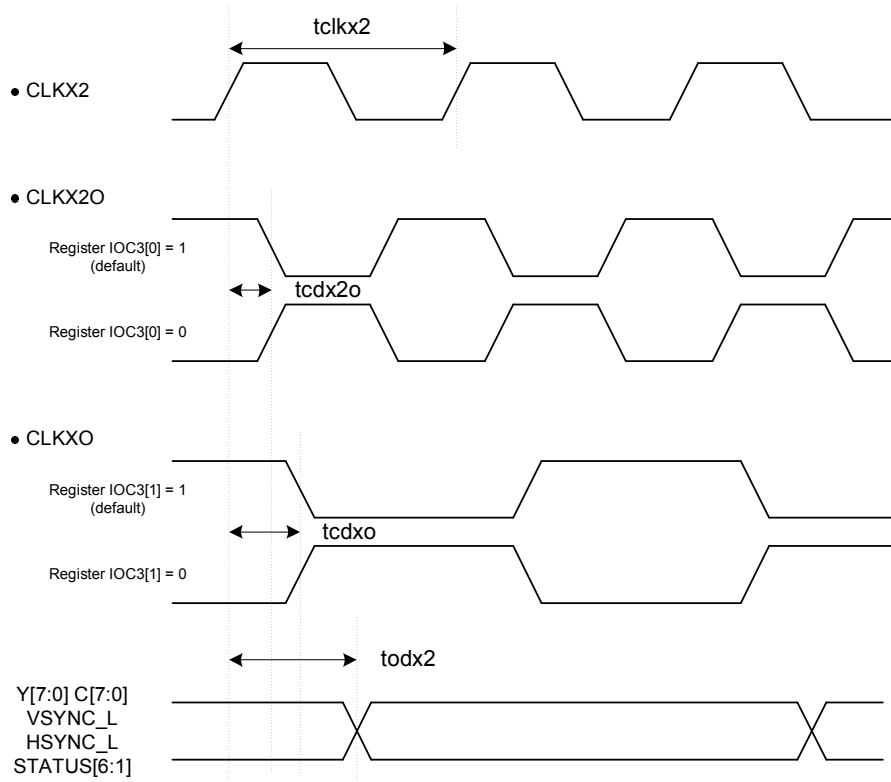 tclkx2
• CLKX2
• CLKX2O
Register IOC3[0] = 1
(default)
tcdx2o
Register IOC3[0] = 0
• CLKXO
Register IOC3[1] = 1
(default)
tcdxo
Register IOC3[1] = 0
todx2
Y[7:0] C[7:0]
VSYNC_L
HSYNC_L
STATUS[6:1]